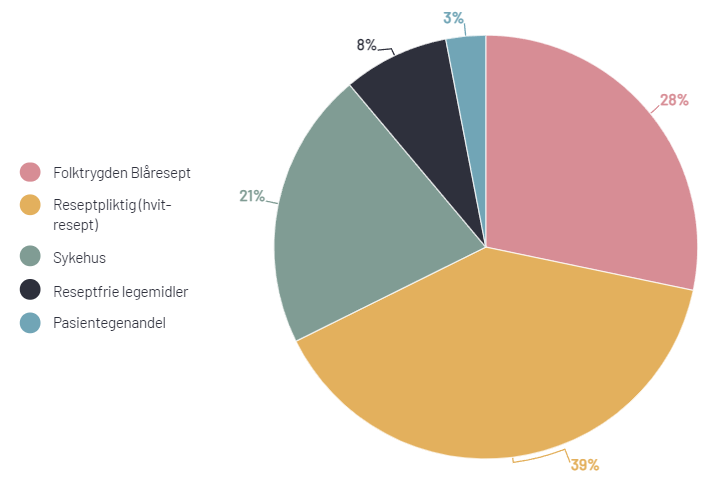 3%
8%
28%
Folktrygden Blåresept
21%
Reseptpliktig (hvit-
resept)
Sykehus
Reseptfrie legemidler
Pasientegenandel
39%